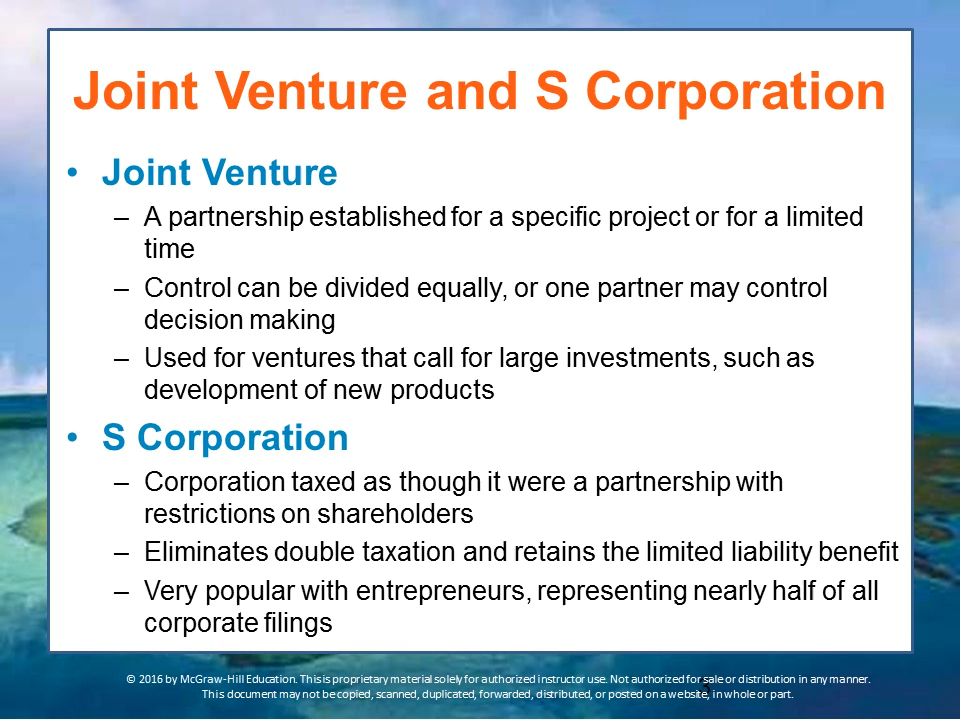 Joint Venture and S Corporation
• Joint Venture
– A partnership established for a specific project or for a limited
time
– Control can be divided equally, or one partner may control
decision making
– Used for ventures that call for large investments, such as
development of new products
• S Corporation
– Corporation taxed as though it were a partnership with
restrictions on shareholders
– Eliminates double taxation and retains the limited liability benefit
– Very popular with entrepreneurs, representing nearly half of all
corporate filings
© 2016 by McGraw-Hill Education. This is proprietary material solely for authorized instructor use. Not authorized for sale or distribution in any manner.
This document may not be copied, scanned, duplicated, forwarded, distributed, or posted on a website, in whole or part.